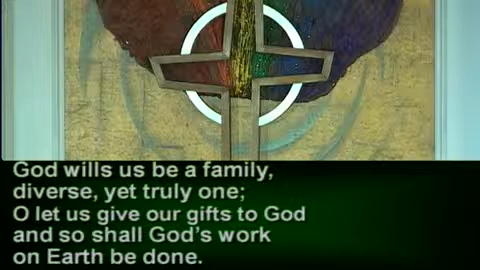 God wills us be a family,
diverse, yet truly one;
O let us give our gifts to God
and so shall God's work
on Earth be done.